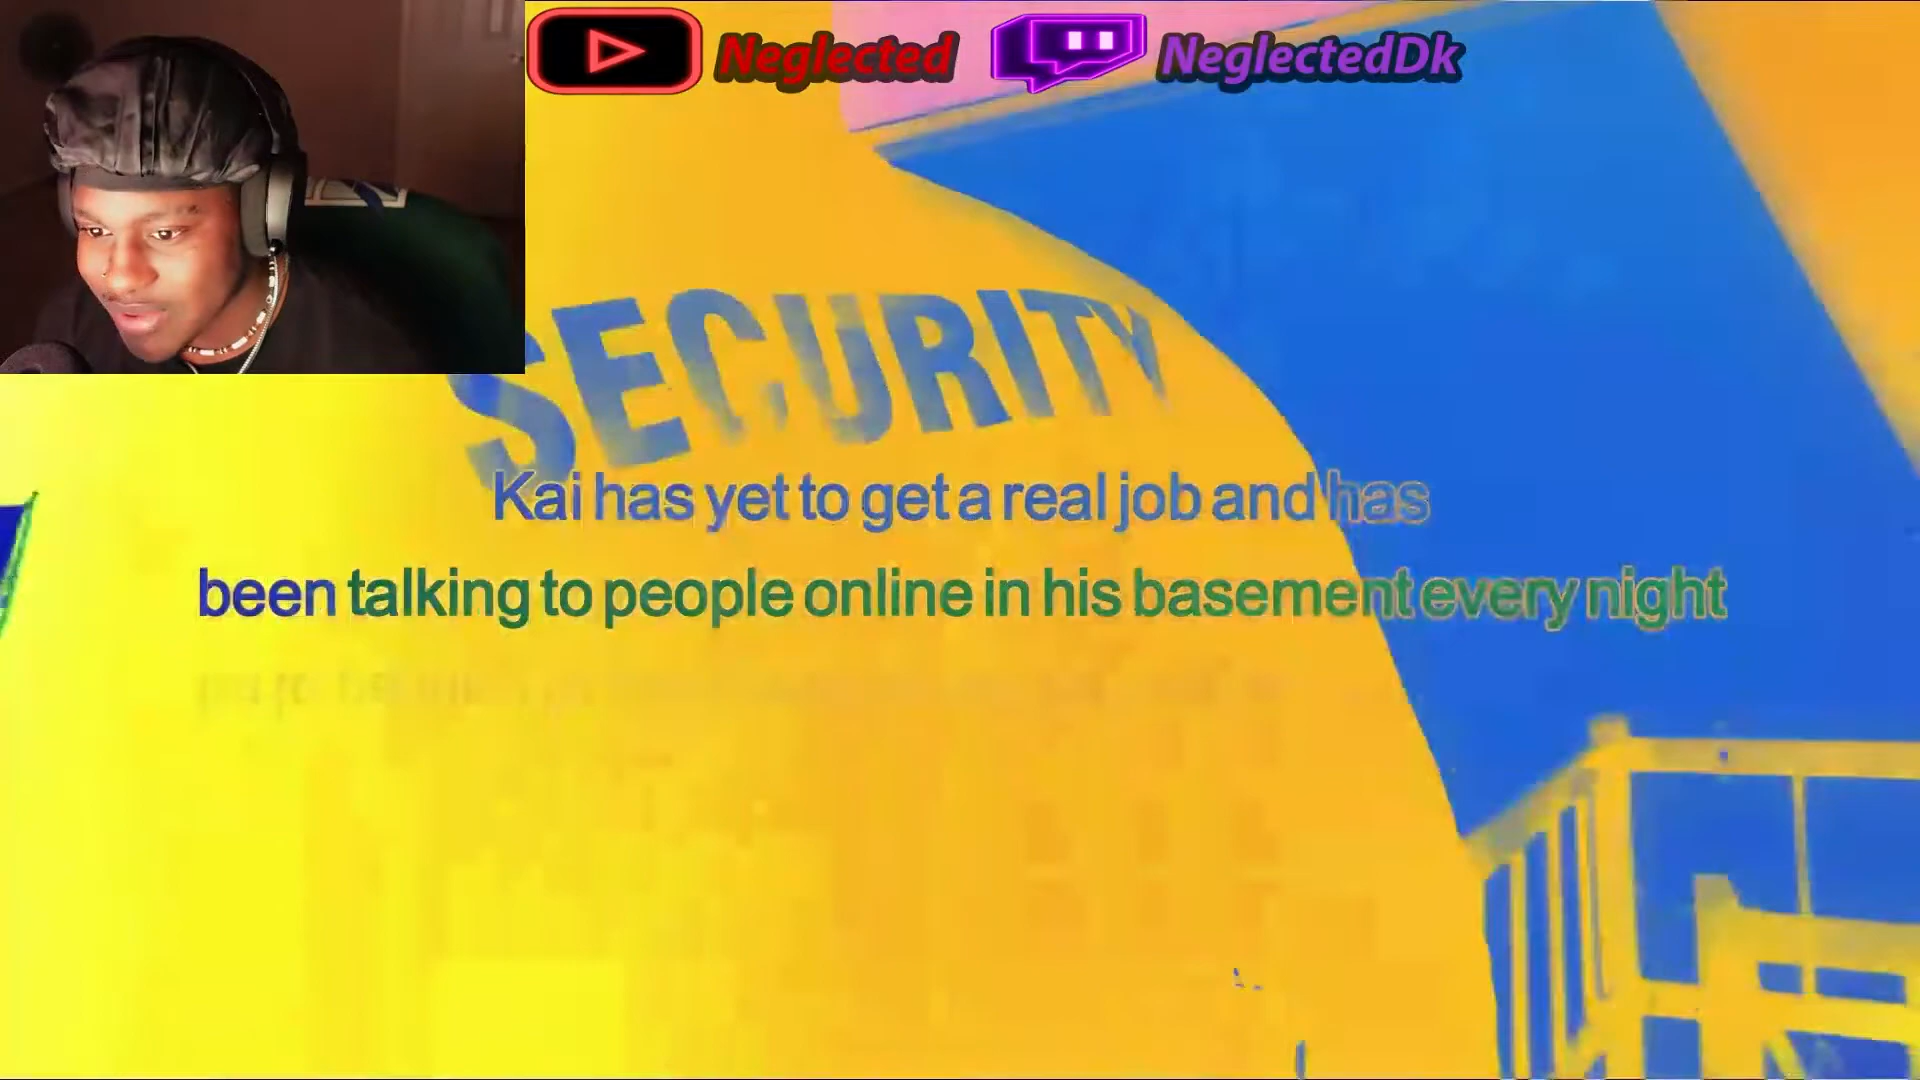 Neglected NeglectedDk
SECURITY
Kai has yet to get a real job and has
been talking to people online in his basement every night